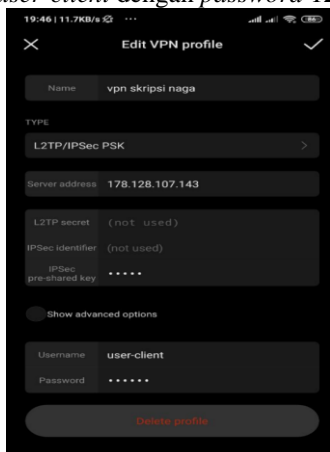 user-client dengan password 12
19:46 | 11.7KB/s ...
Edit VPN profile
Name vpn skripsi naga
TYPE
L2TP/IPSec PSK >
Server address 178.128.107.143
L2TP secret (not used)
IPSec identifier (not used)
IPSec
pre-shared key •••••
Show advanced options
Username user-client
Password ••••••
Delete profile